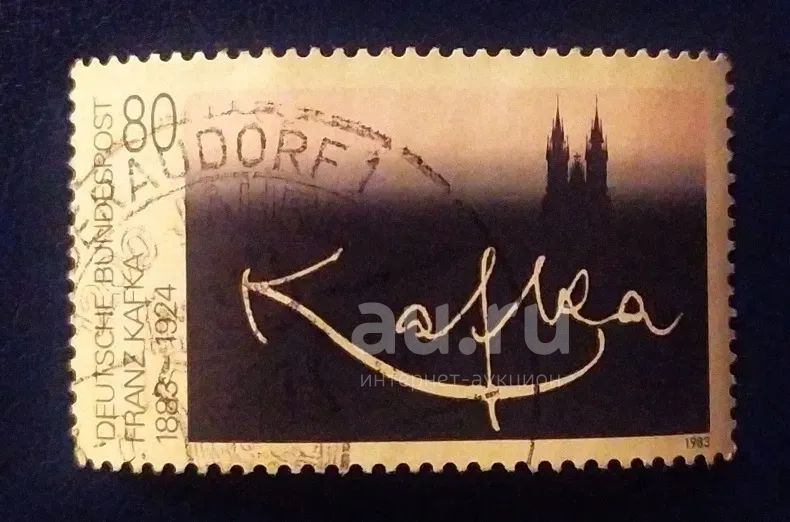 80
DEUTSCHE BUNDESPOST
FRANZ KAFKA
1883-1924
AUDORF 1
Kafka
au.ru
интернет-аукцион
1983